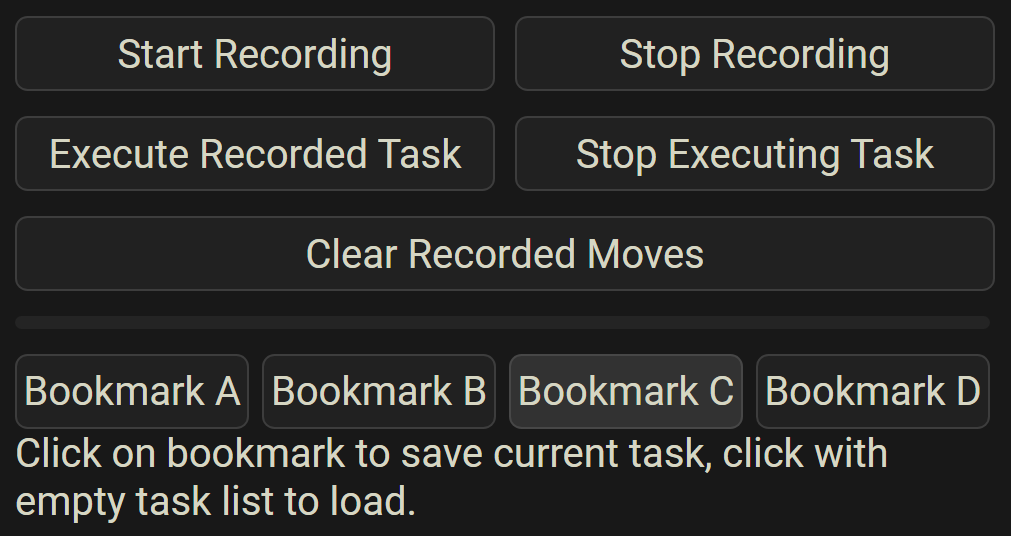 Start Recording
Stop Recording
Execute Recorded Task
Stop Executing Task
Clear Recorded Moves
Bookmark A
Bookmark B
Bookmark C
Bookmark D
Click on bookmark to save current task, click with
empty task list to load.